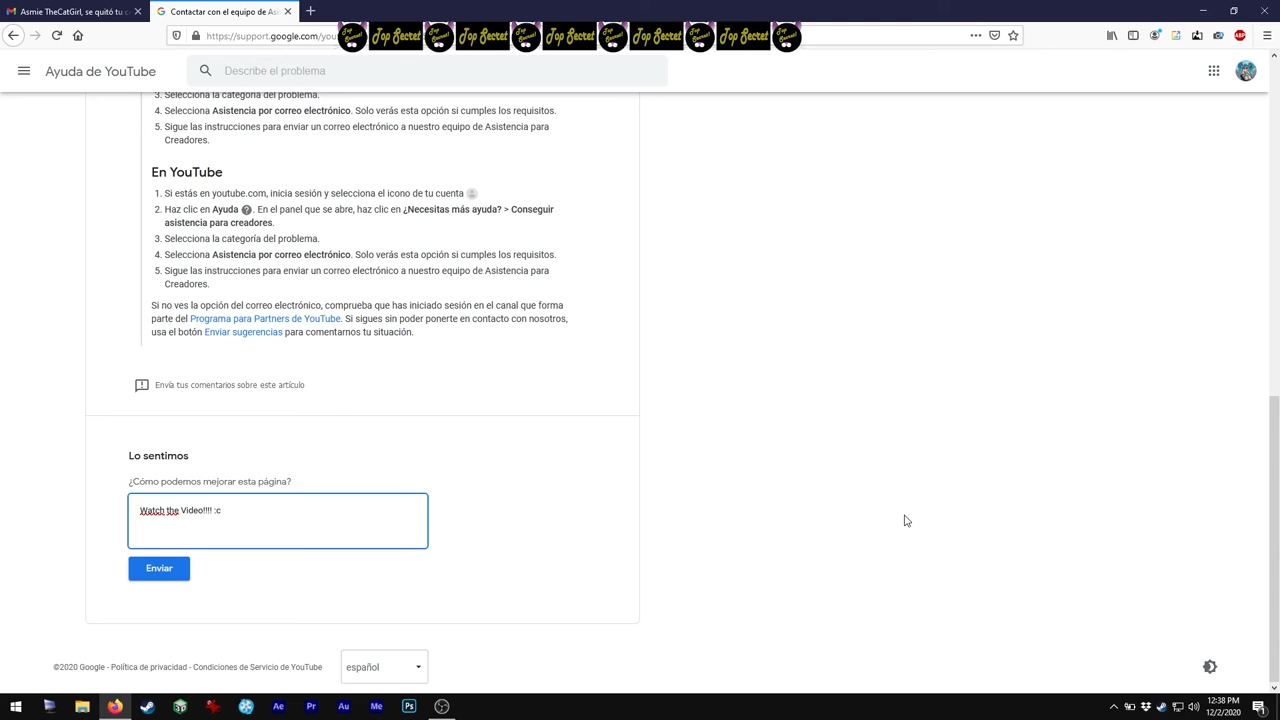 Asmie TheCatGirl, se quitó tu c
Contactar con el equipo de Asi
https://support.google.com/you
Top Secret
Top Secret
Top Secret
Top Secret
Top Secret
ABP
Ayuda de YouTube
Describe el problema
3. Selecciona la categoría del problema.
4. Selecciona Asistencia por correo electrónico. Solo verás esta opción si cumples los requisitos.
5. Sigue las instrucciones para enviar un correo electrónico a nuestro equipo de Asistencia para
Creadores.
En YouTube
1. Si estás en youtube.com, inicia sesión y selecciona el icono de tu cuenta
2. Haz clic en Ayuda . En el panel que se abre, haz clic en ¿Necesitas más ayuda? > Conseguir
asistencia para creadores.
3. Selecciona la categoría del problema.
4. Selecciona Asistencia por correo electrónico. Solo verás esta opción si cumples los requisitos.
5. Sigue las instrucciones para enviar un correo electrónico a nuestro equipo de Asistencia para
Creadores.
Si no ves la opción del correo electrónico, comprueba que has iniciado sesión en el canal que forma
parte del Programa para Partners de YouTube. Si sigues sin poder ponerte en contacto con nosotros,
usa el botón Enviar sugerencias para comentarnos tu situación.
Envía tus comentarios sobre este artículo
Lo sentimos
¿Cómo podemos mejorar esta página?
Watch the Video!!!! :c
Enviar
©2020 Google - Política de privacidad - Condiciones de Servicio de YouTube
español
Ae
Pr
Au
Me
Ps
12:38 PM
12/2/2020